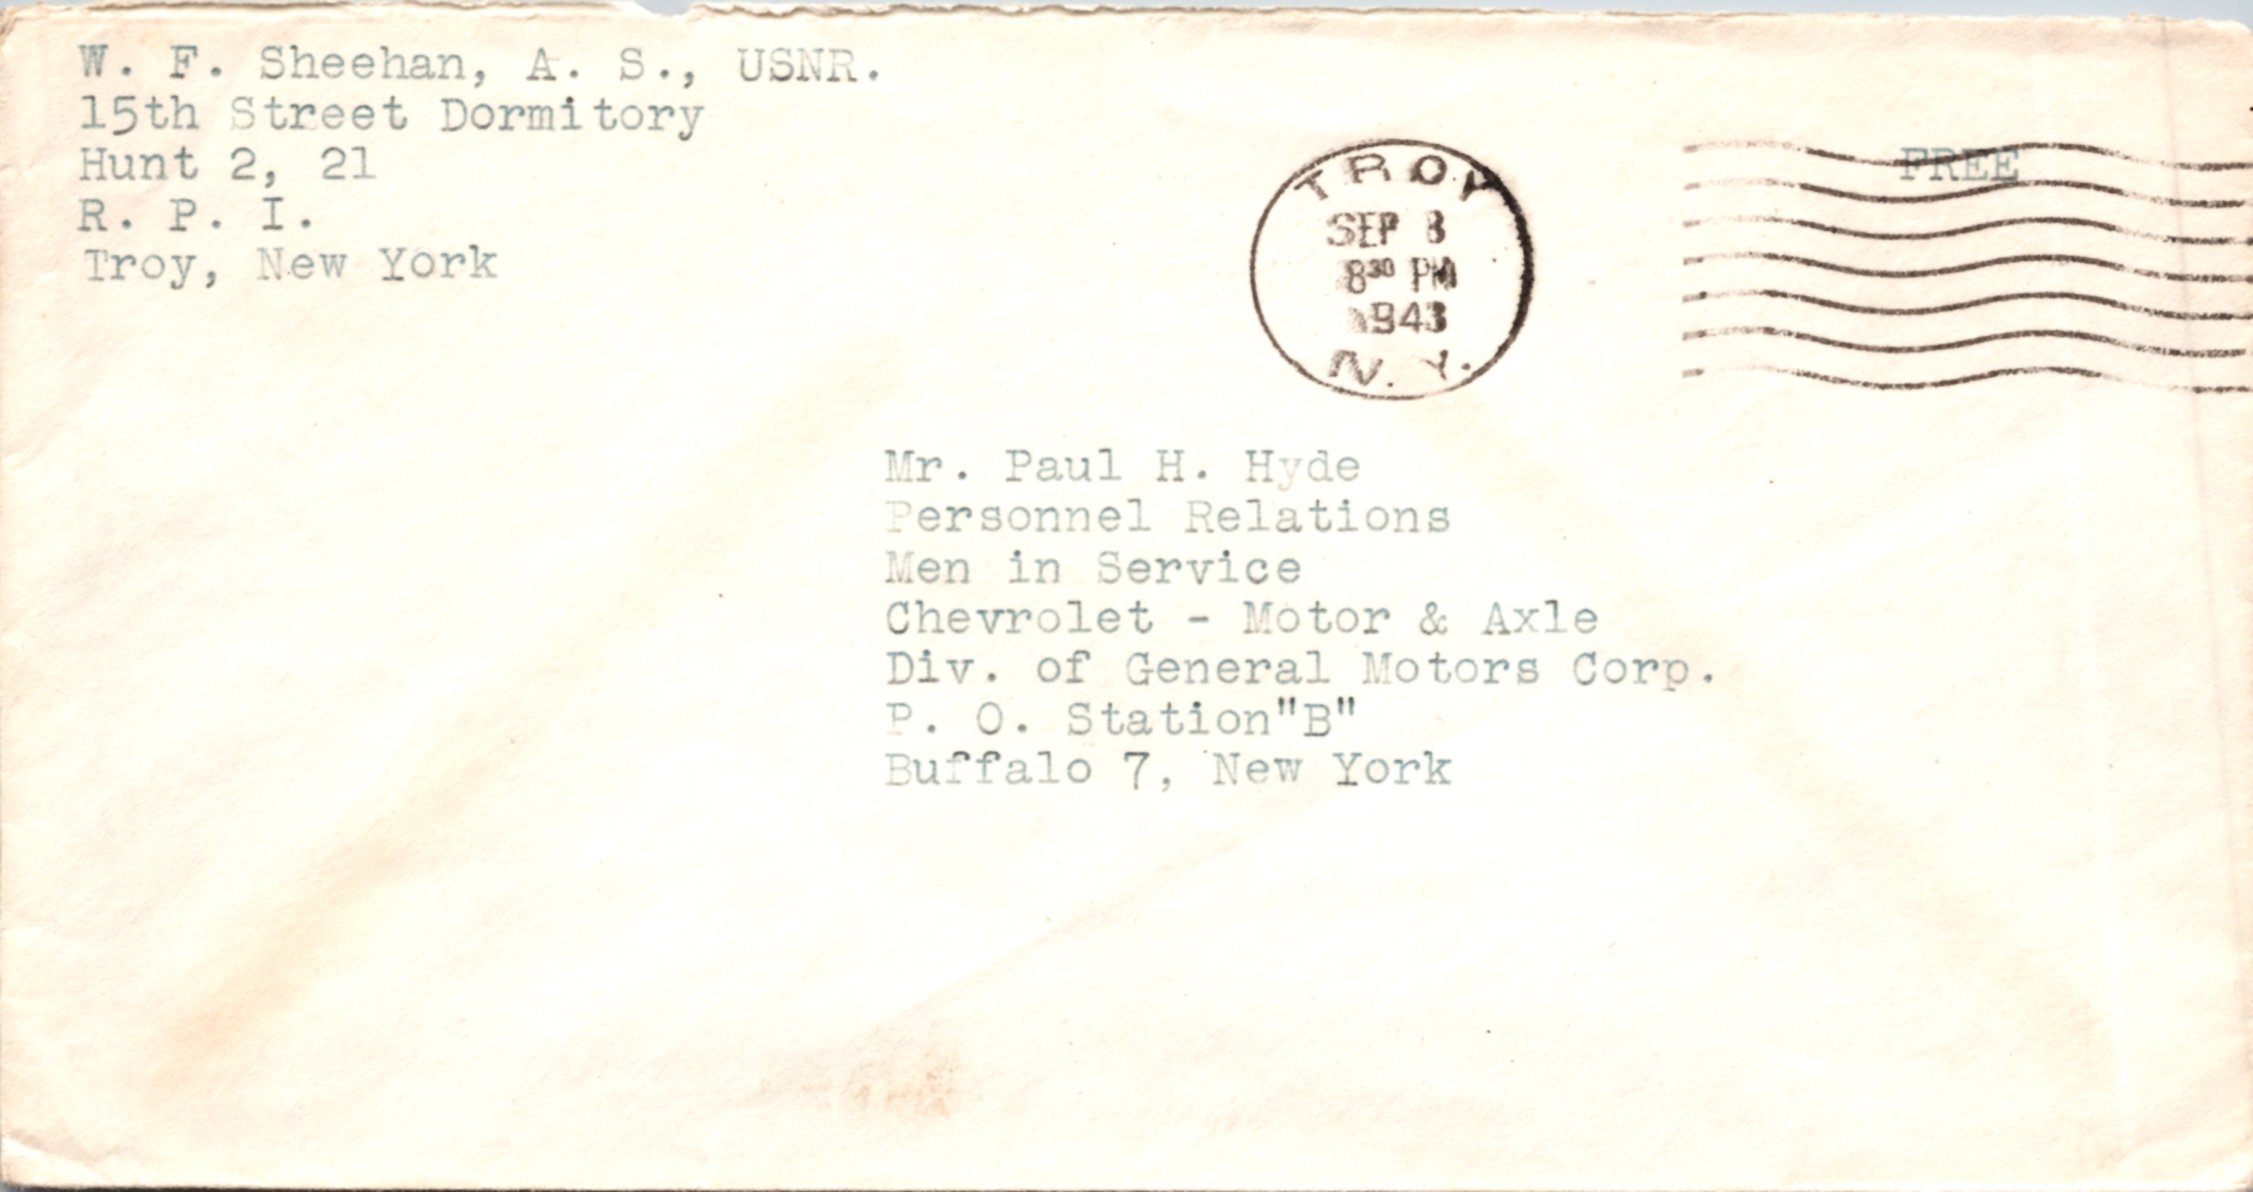 W. F. Sheehan, A. S., USNR.
15th Street Dormitory
Hunt 2, 21
R. P. I.
Troy, New York
TROY
SEP 8
8³⁰ PM
1943
N. Y.
FREE
Mr. Paul H. Hyde
Personnel Relations
Men in Service
Chevrolet - Motor & Axle
Div. of General Motors Corp.
P. O. Station"B"
Buffalo 7, New York